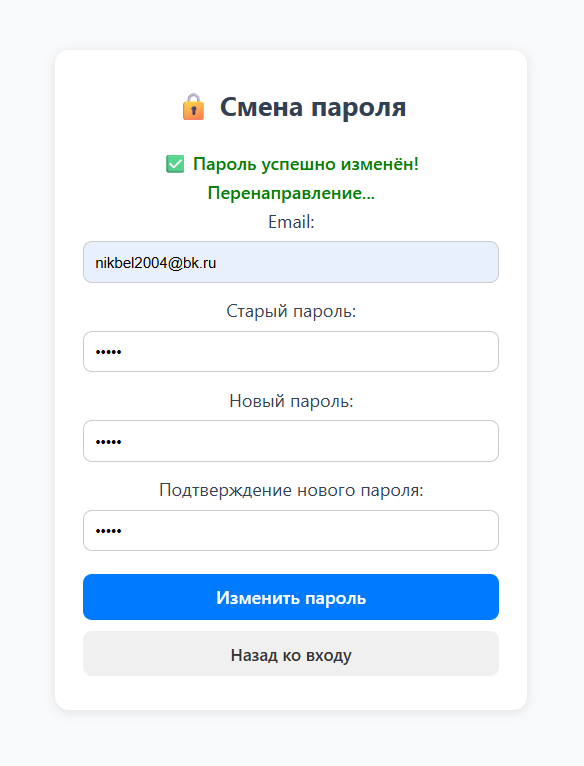 Смена пароля
Пароль успешно изменён!
Перенаправление...
Email:
nikbel2004@bk.ru
Старый пароль:
•••••
Новый пароль:
•••••
Подтверждение нового пароля:
•••••
Изменить пароль
Назад ко входу